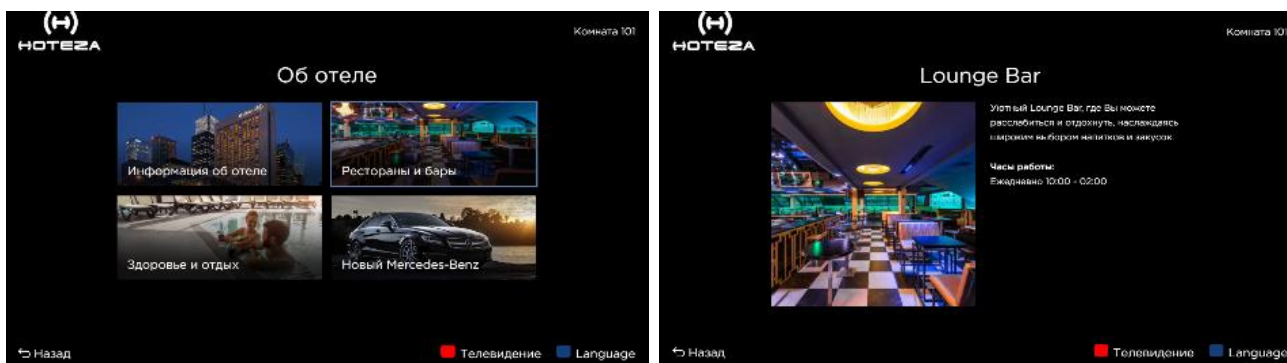 HOTEZA
Комната 101
Об отеле
Информация об отеле
Рестораны и бары
Здоровье и отдых
Новый Mercedes-Benz
Назад
Телевидение
Language
HOTEZA
Комната 101
Lounge Bar
Уютный Lounge Bar, где Вы можете
расслабиться и отдохнуть, наслаждаясь
широким выбором напитков и закусок.
Часы работы:
Ежедневно 10:00 - 02:00
Назад
Телевидение
Language